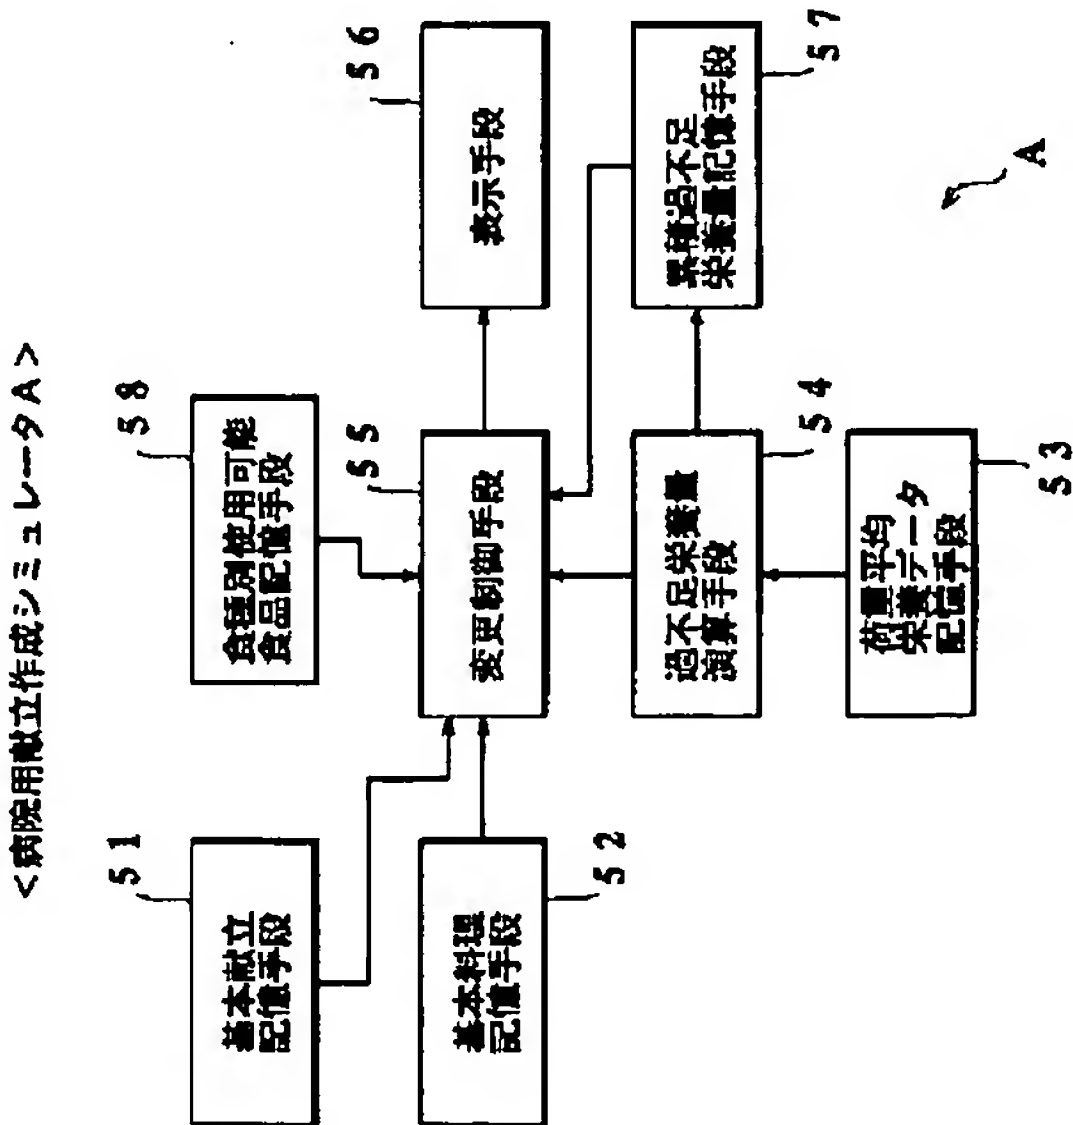 <病院用献立作成シミュレータA>
51
基本献立
記憶手段
58
食種別使用可能
食品記憶手段
52
基本料理
記憶手段
55
変更制御手段
56
表示手段
54
過不足栄養量
演算手段
57
累積過不足
栄養量記憶手段
53
荷重平均
栄養データ
記憶手段
A